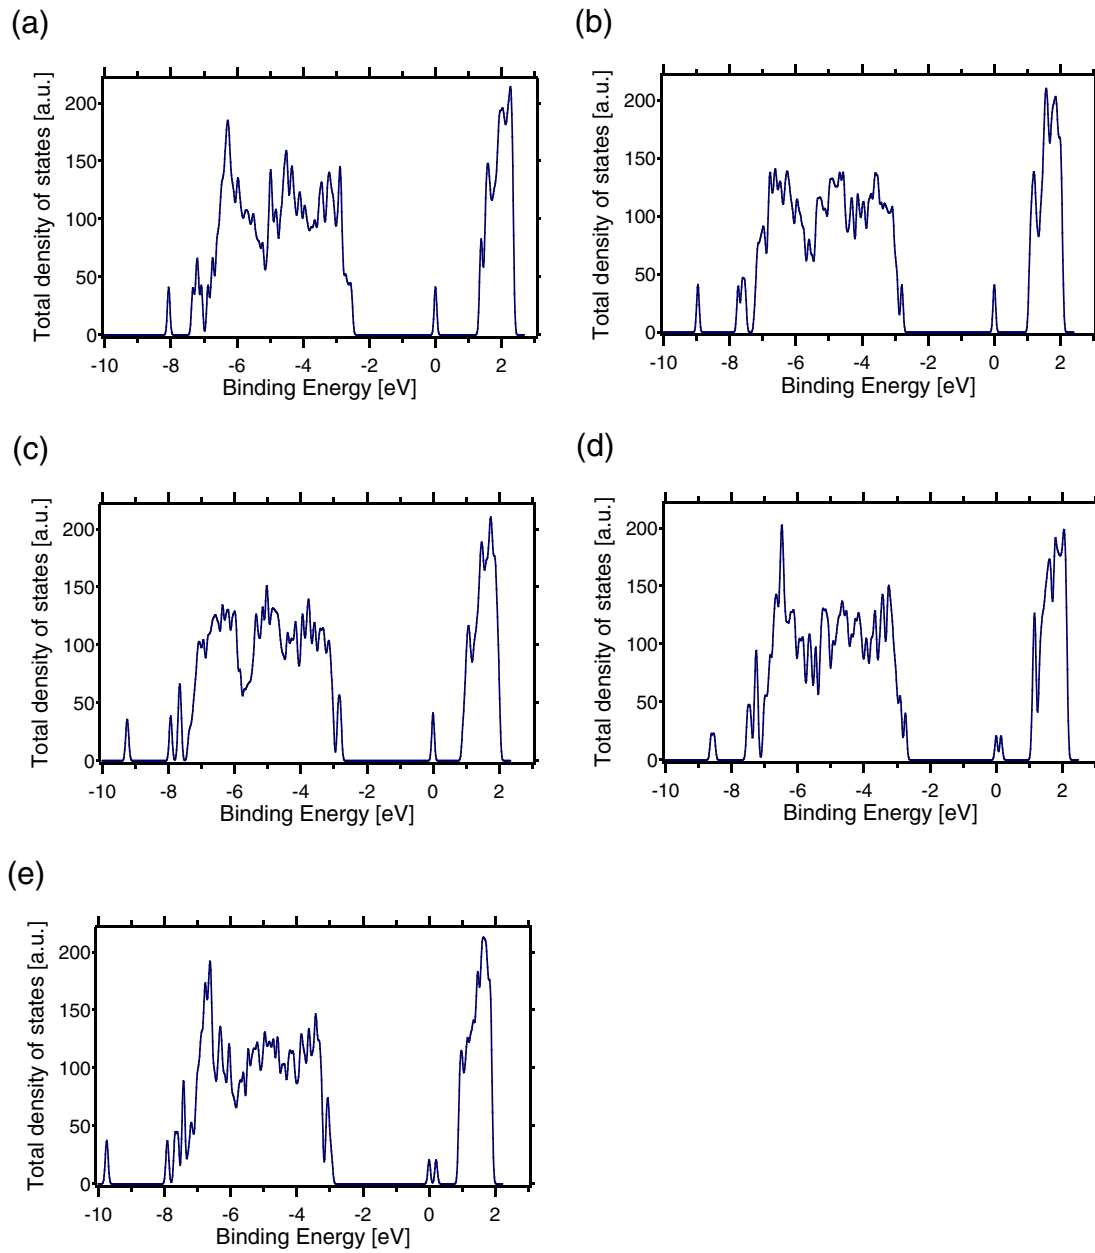 (a)
Total density of states [a.u.]
200
150
100
50
0
-10 -8 -6 -4 -2 0 2
Binding Energy [eV]
(b)
Total density of states [a.u.]
200
150
100
50
0
-10 -8 -6 -4 -2 0 2
Binding Energy [eV]
(c)
Total density of states [a.u.]
200
150
100
50
0
-10 -8 -6 -4 -2 0 2
Binding Energy [eV]
(d)
Total density of states [a.u.]
200
150
100
50
0
-10 -8 -6 -4 -2 0 2
Binding Energy [eV]
(e)
Total density of states [a.u.]
200
150
100
50
0
-10 -8 -6 -4 -2 0 2
Binding Energy [eV]